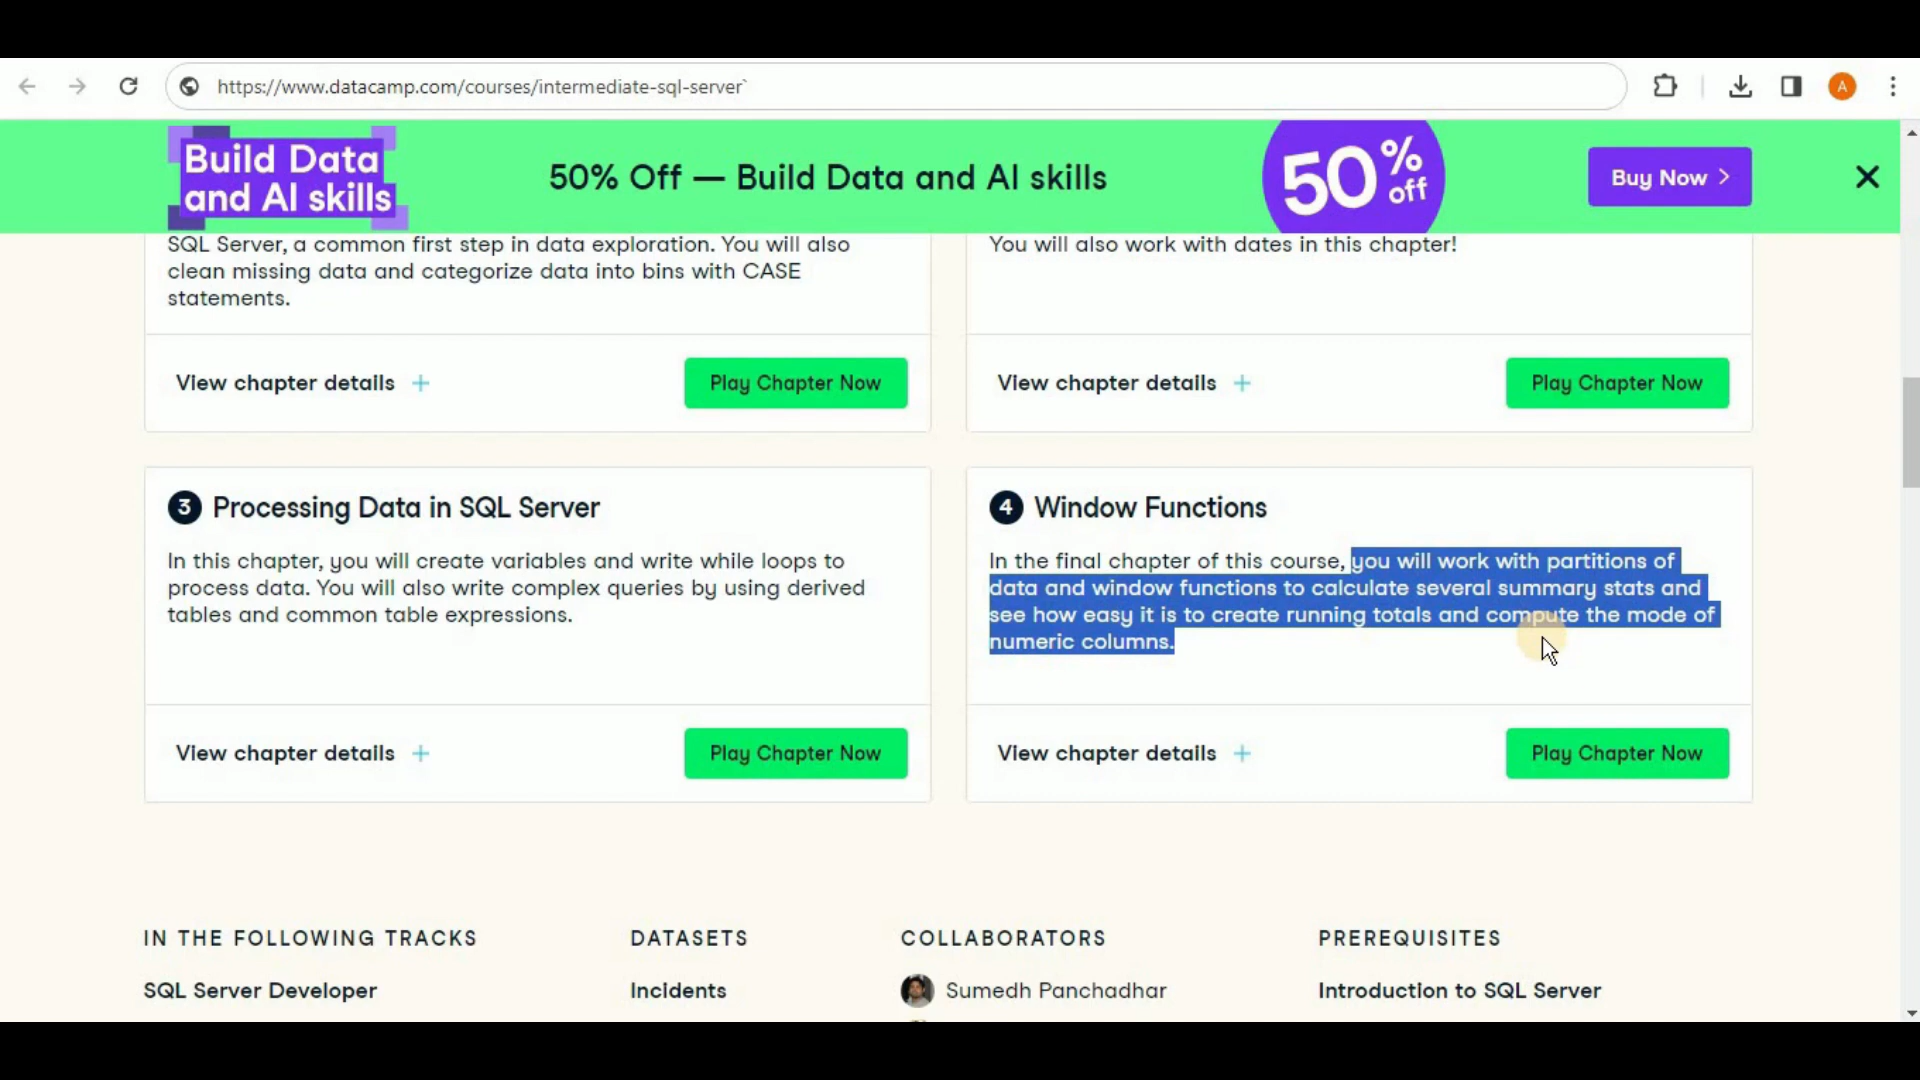 https://www.datacamp.com/courses/intermediate-sql-server`
A
Build Data
and AI skills
50% Off — Build Data and AI skills
50% off
Buy Now
SQL Server, a common first step in data exploration. You will also
clean missing data and categorize data into bins with CASE
statements.
View chapter details +
Play Chapter Now
You will also work with dates in this chapter!
View chapter details +
Play Chapter Now
3 Processing Data in SQL Server
In this chapter, you will create variables and write while loops to
process data. You will also write complex queries by using derived
tables and common table expressions.
View chapter details +
Play Chapter Now
4 Window Functions
In the final chapter of this course, you will work with partitions of
data and window functions to calculate several summary stats and
see how easy it is to create running totals and compute the mode of
numeric columns.
View chapter details +
Play Chapter Now
IN THE FOLLOWING TRACKS
SQL Server Developer
DATASETS
Incidents
COLLABORATORS
Sumedh Panchadhar
PREREQUISITES
Introduction to SQL Server